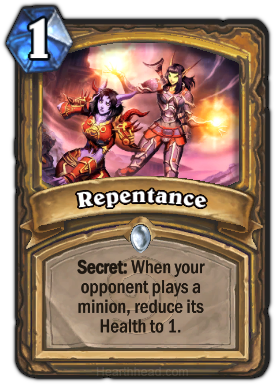 1
Repentance
Secret: When your
opponent plays a
minion, reduce its
Health to 1.
Hearthhead.com